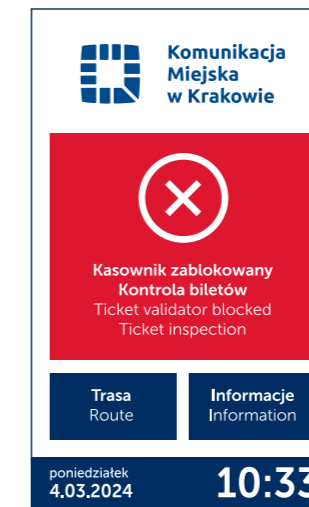 Komunikacja
Miejska
w Krakowie
Kasownik zablokowany
Kontrola biletów
Ticket validator blocked
Ticket inspection
Trasa
Route
Informacje
Information
poniedziałek
4.03.2024
10:33